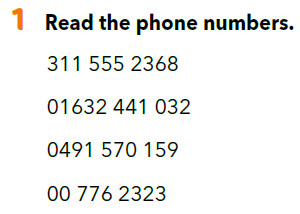 1 Read the phone numbers.
311 555 2368
01632 441 032
0491 570 159
00 776 2323